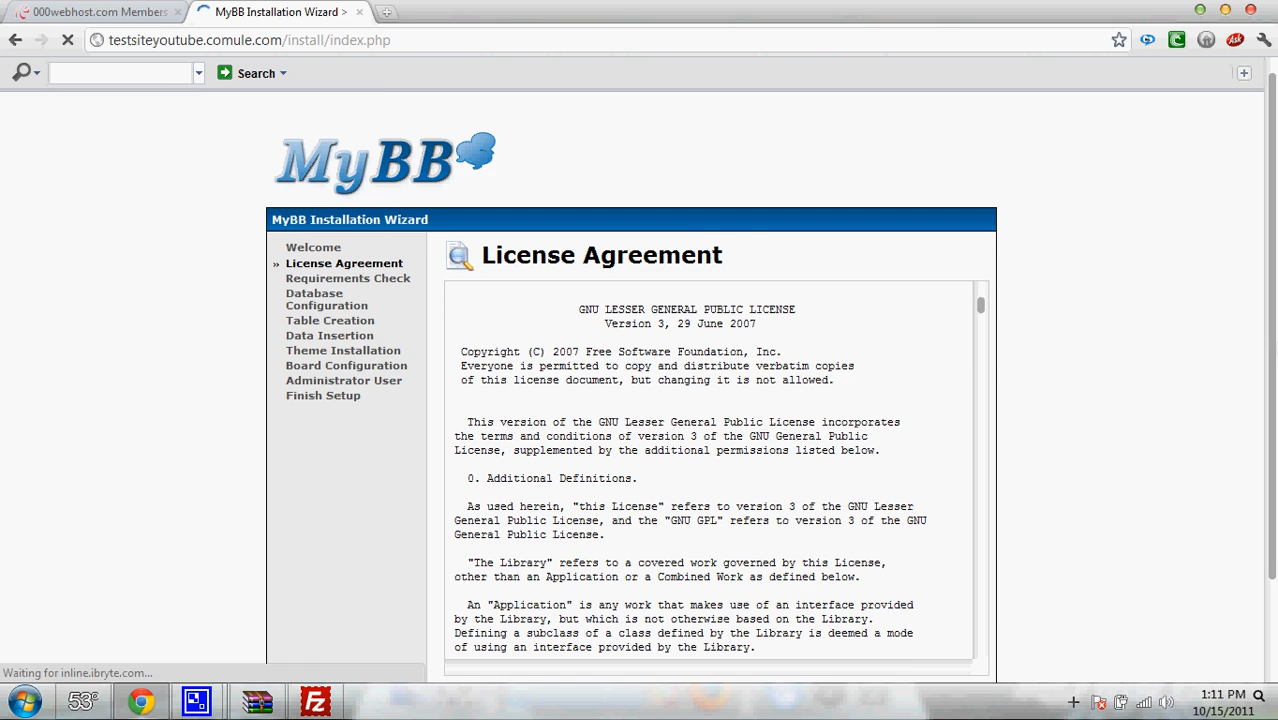 000webhost.com Members
MyBB Installation Wizard >
testsiteyoutube.comule.com/install/index.php
Ask
Search
MyBB
MyBB Installation Wizard
Welcome
» License Agreement
Requirements Check
Database
Configuration
Table Creation
Data Insertion
Theme Installation
Board Configuration
Administrator User
Finish Setup
License Agreement
GNU LESSER GENERAL PUBLIC LICENSE
Version 3, 29 June 2007
Copyright (C) 2007 Free Software Foundation, Inc.
Everyone is permitted to copy and distribute verbatim copies
of this license document, but changing it is not allowed.
This version of the GNU Lesser General Public License incorporates
the terms and conditions of version 3 of the GNU General Public
License, supplemented by the additional permissions listed below.
0. Additional Definitions.
As used herein, "this License" refers to version 3 of the GNU Lesser
General Public License, and the "GNU GPL" refers to version 3 of the GNU
General Public License.
"The Library" refers to a covered work governed by this License,
other than an Application or a Combined Work as defined below.
An "Application" is any work that makes use of an interface provided
by the Library, but which is not otherwise based on the Library.
Defining a subclass of a class defined by the Library is deemed a mode
of using an interface provided by the Library.
Waiting for inline.ibryte.com...
53°
Fz
1:11 PM
10/15/2011